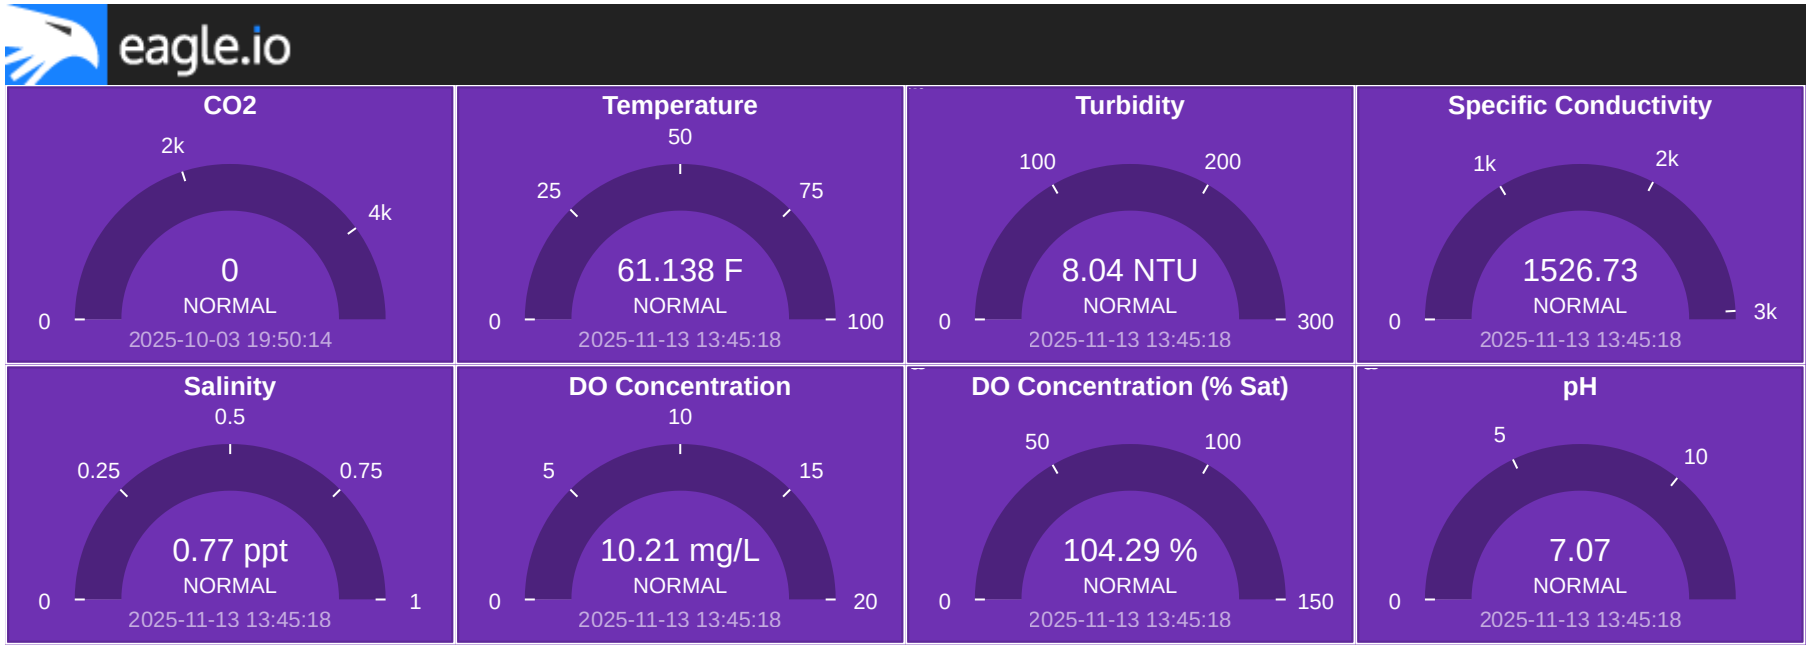 eagle.io
CO2
2k
4k
0
0
NORMAL
2025-10-03 19:50:14
Temperature
50
25
75
61.138 F
NORMAL
0
100
2025-11-13 13:45:18
Turbidity
100
200
8.04 NTU
NORMAL
0
300
2025-11-13 13:45:18
Specific Conductivity
1k
2k
1526.73
NORMAL
0
3k
2025-11-13 13:45:18
Salinity
0.5
0.25
0.75
0.77 ppt
NORMAL
0
1
2025-11-13 13:45:18
DO Concentration
10
5
15
10.21 mg/L
NORMAL
0
20
2025-11-13 13:45:18
DO Concentration (% Sat)
50
100
104.29 %
NORMAL
0
150
2025-11-13 13:45:18
pH
5
10
7.07
NORMAL
0
2025-11-13 13:45:18